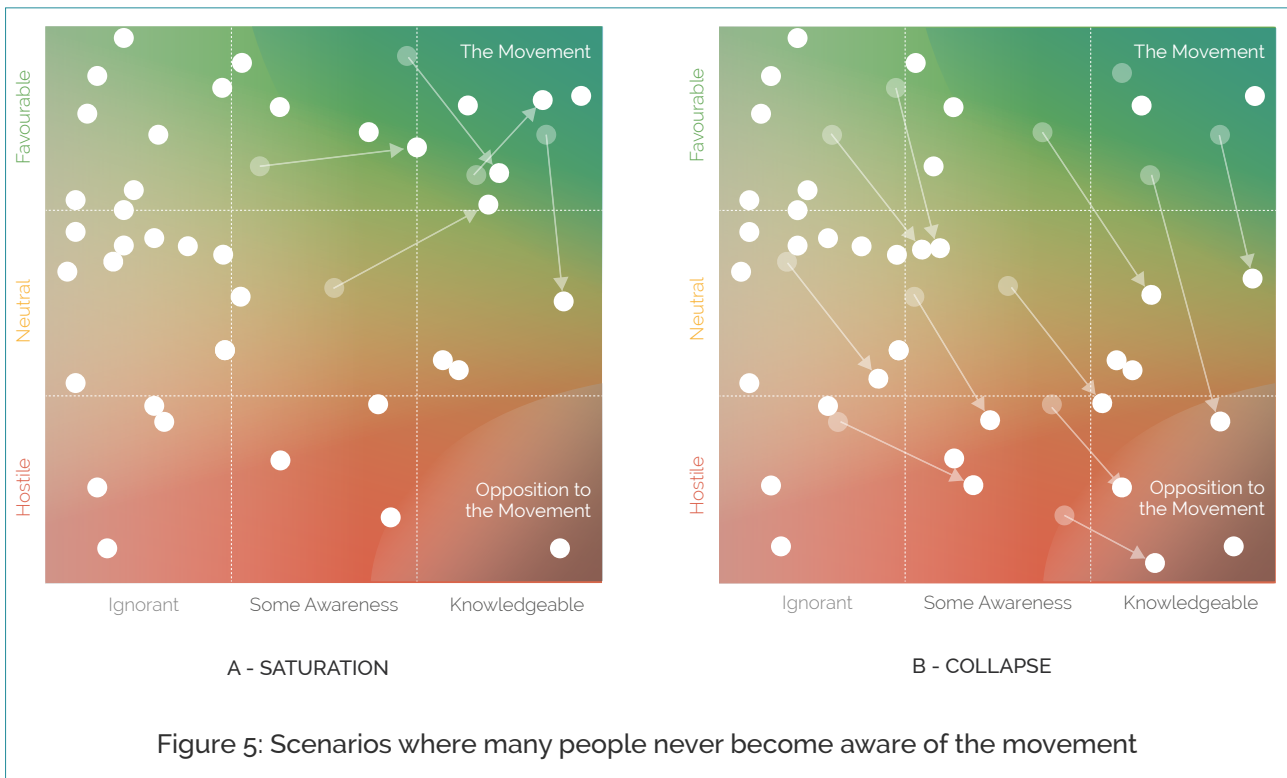 The Movement
Favourable
Neutral
Hostile
Opposition to
the Movement
Ignorant
Some Awareness
Knowledgeable
A - SATURATION
The Movement
Favourable
Neutral
Hostile
Opposition to
the Movement
Ignorant
Some Awareness
Knowledgeable
B - COLLAPSE
Figure 5: Scenarios where many people never become aware of the movement